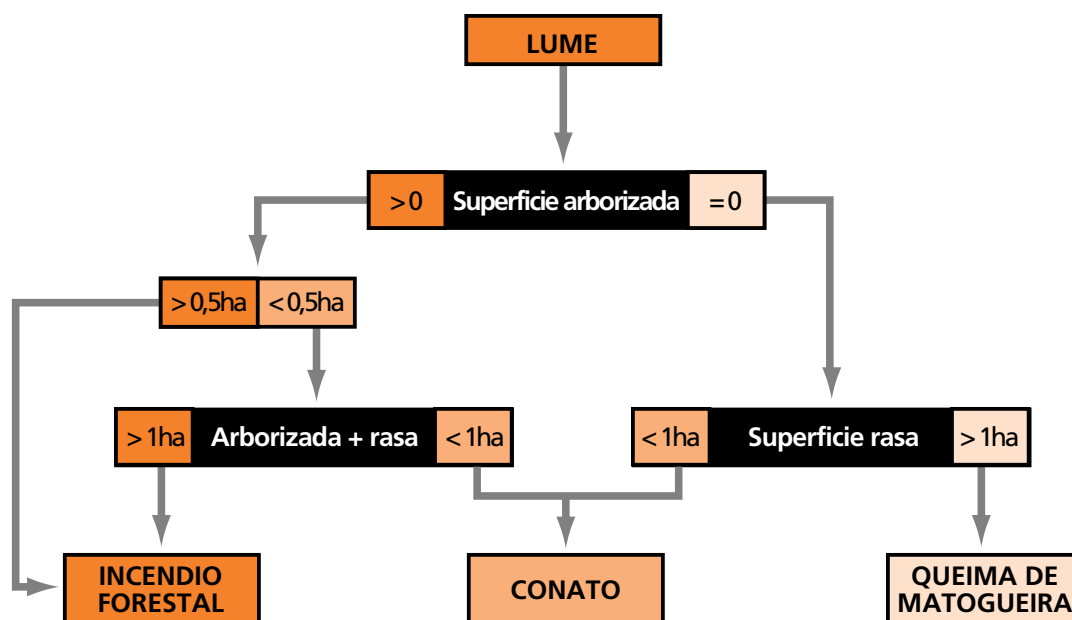 LUME
>0 Superficie arborizada =0
>0,5ha <0,5ha
>1ha Arborizada + rasa <1ha
<1ha Superficie rasa >1ha
INCENDIO
FORESTAL
CONATO
QUEIMA DE
MATOGUEIRA